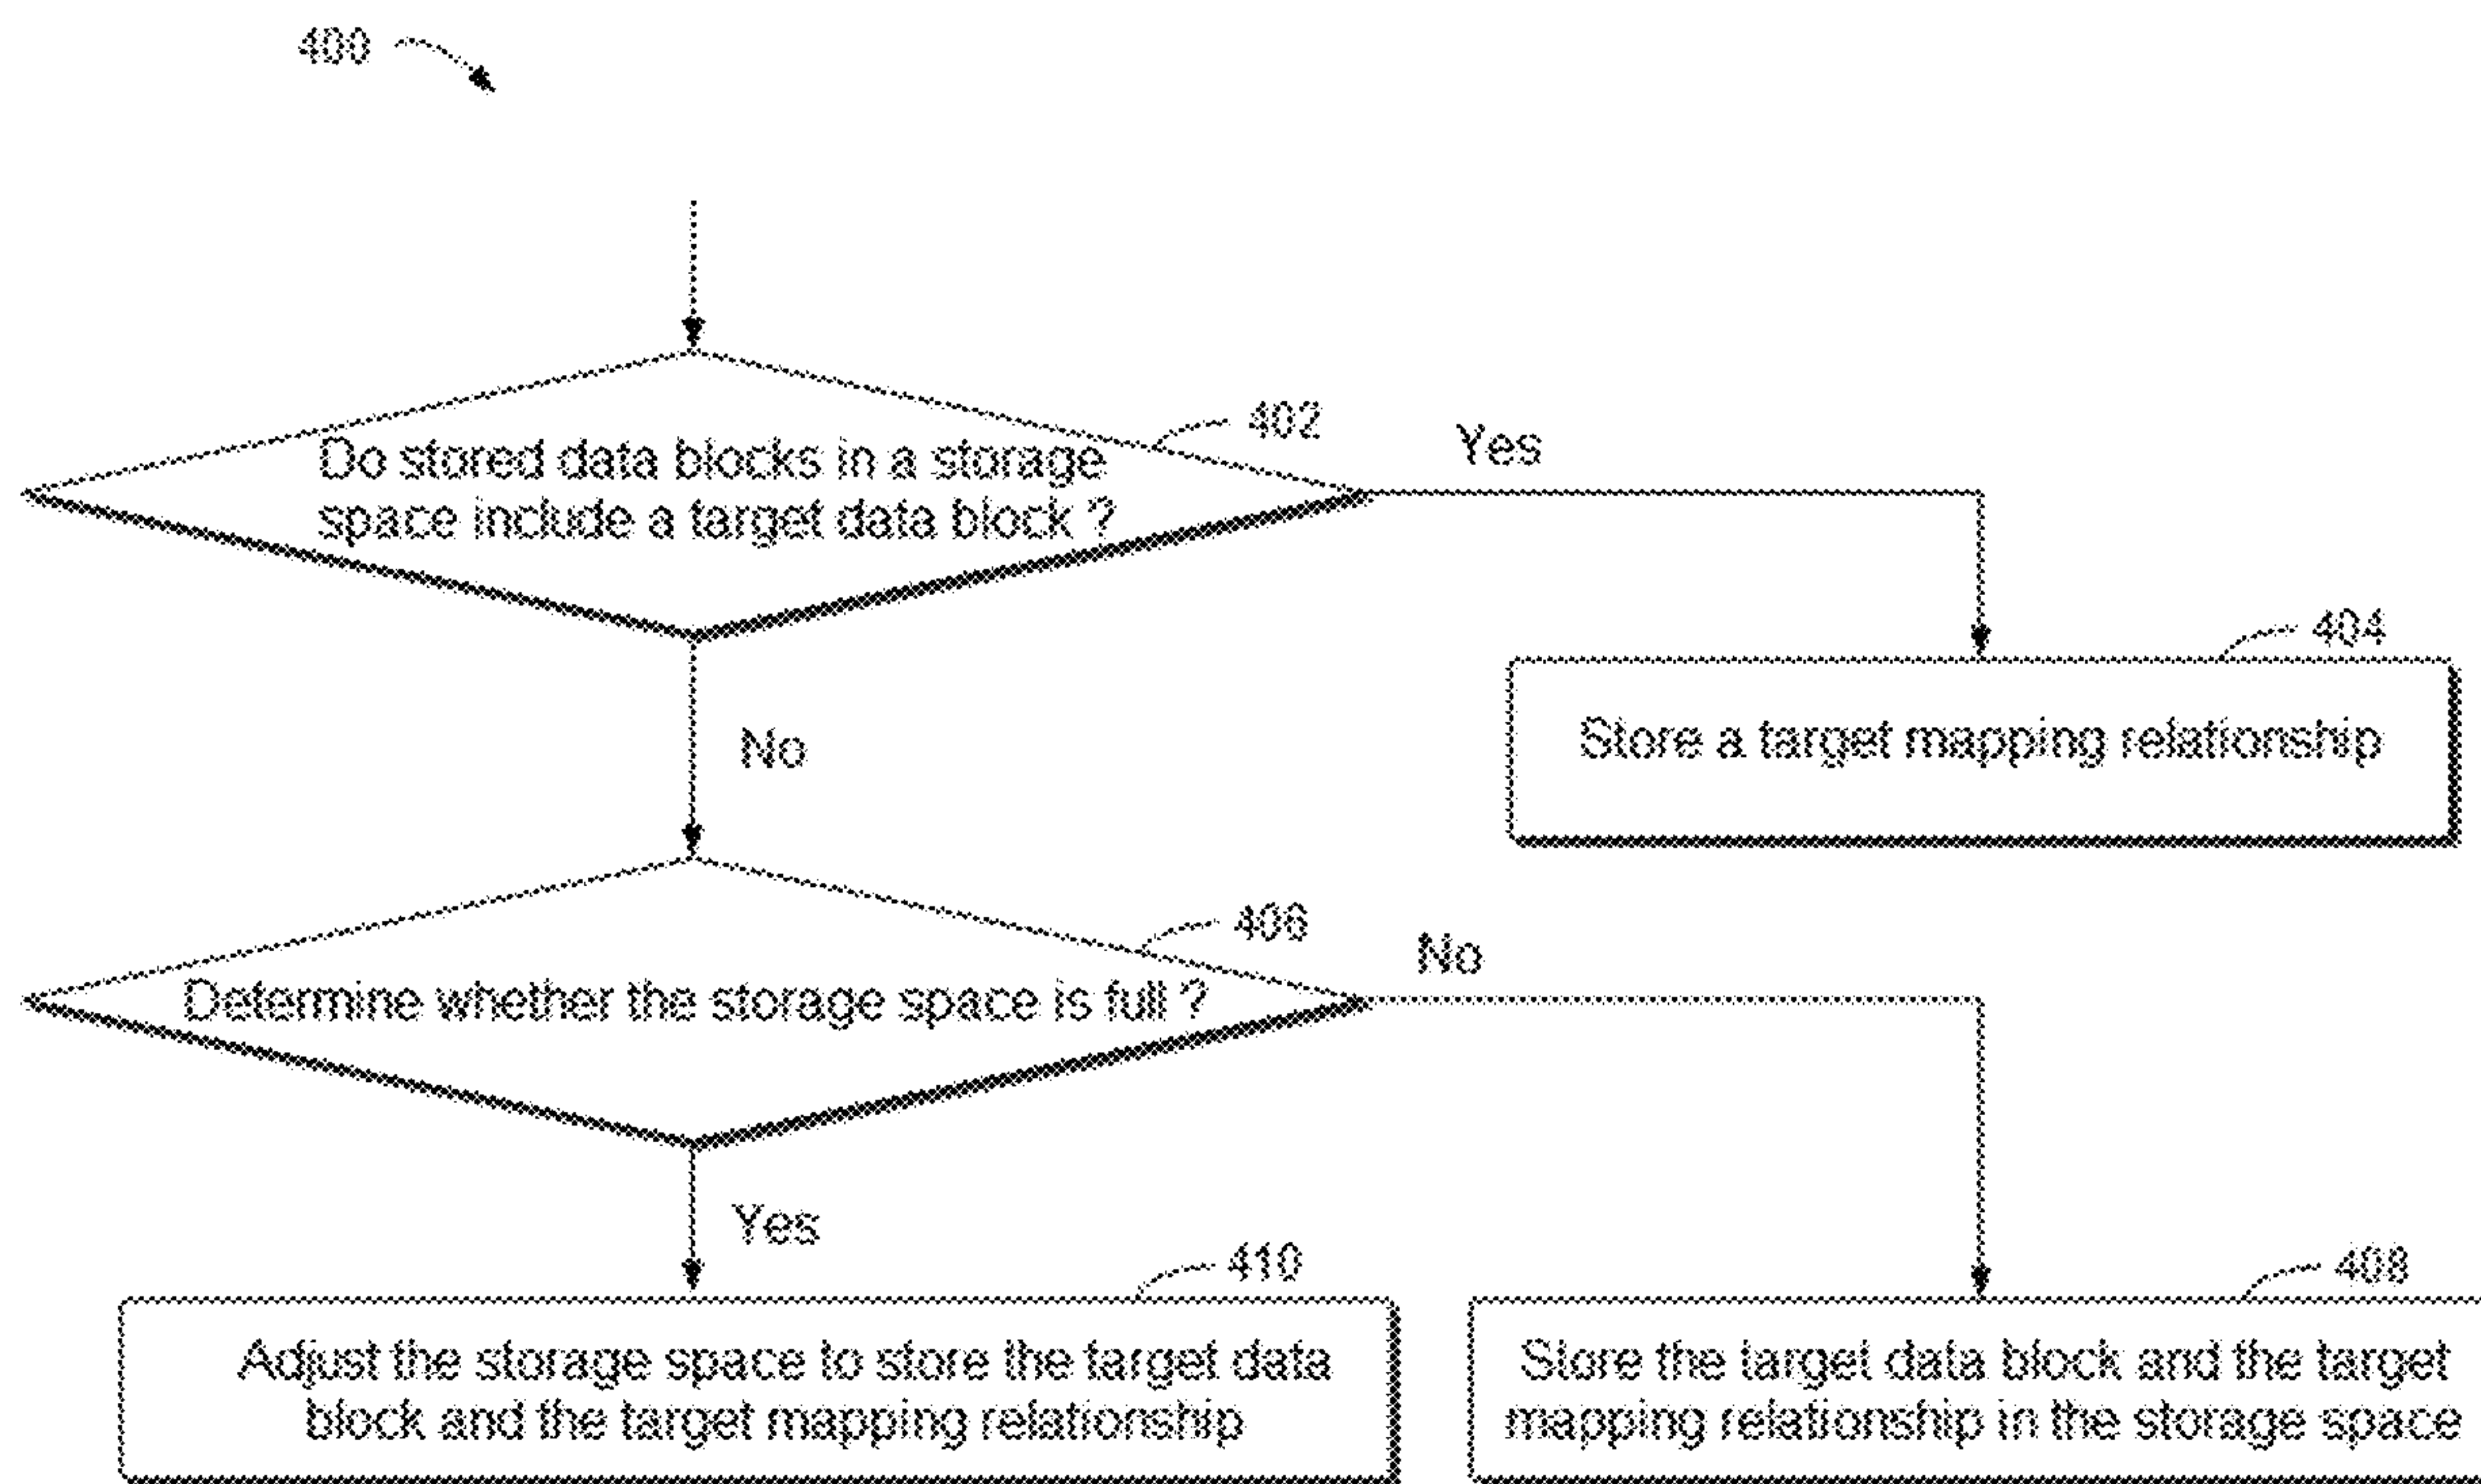 400
402
Yes
Do stored data blocks in a storage
space include a target data block ?
404
Store a target mapping relationship
No
406
No
Determine whether the storage space is full ?
Yes
410
408
Adjust the storage space to store the target data
block and the target mapping relationship
Store the target data block and the target
mapping relationship in the storage space